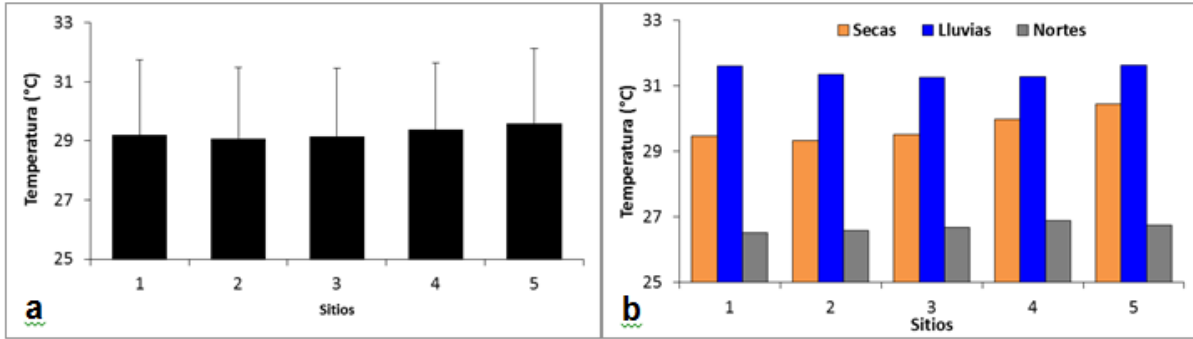 33
31
29
27
25
Temperatura (°C)
1 2 3 4 5
Sitios
a
Secas Lluvias Nortes
33
31
29
27
25
Temperatura (°C)
1 2 3 4 5
Sitios
b